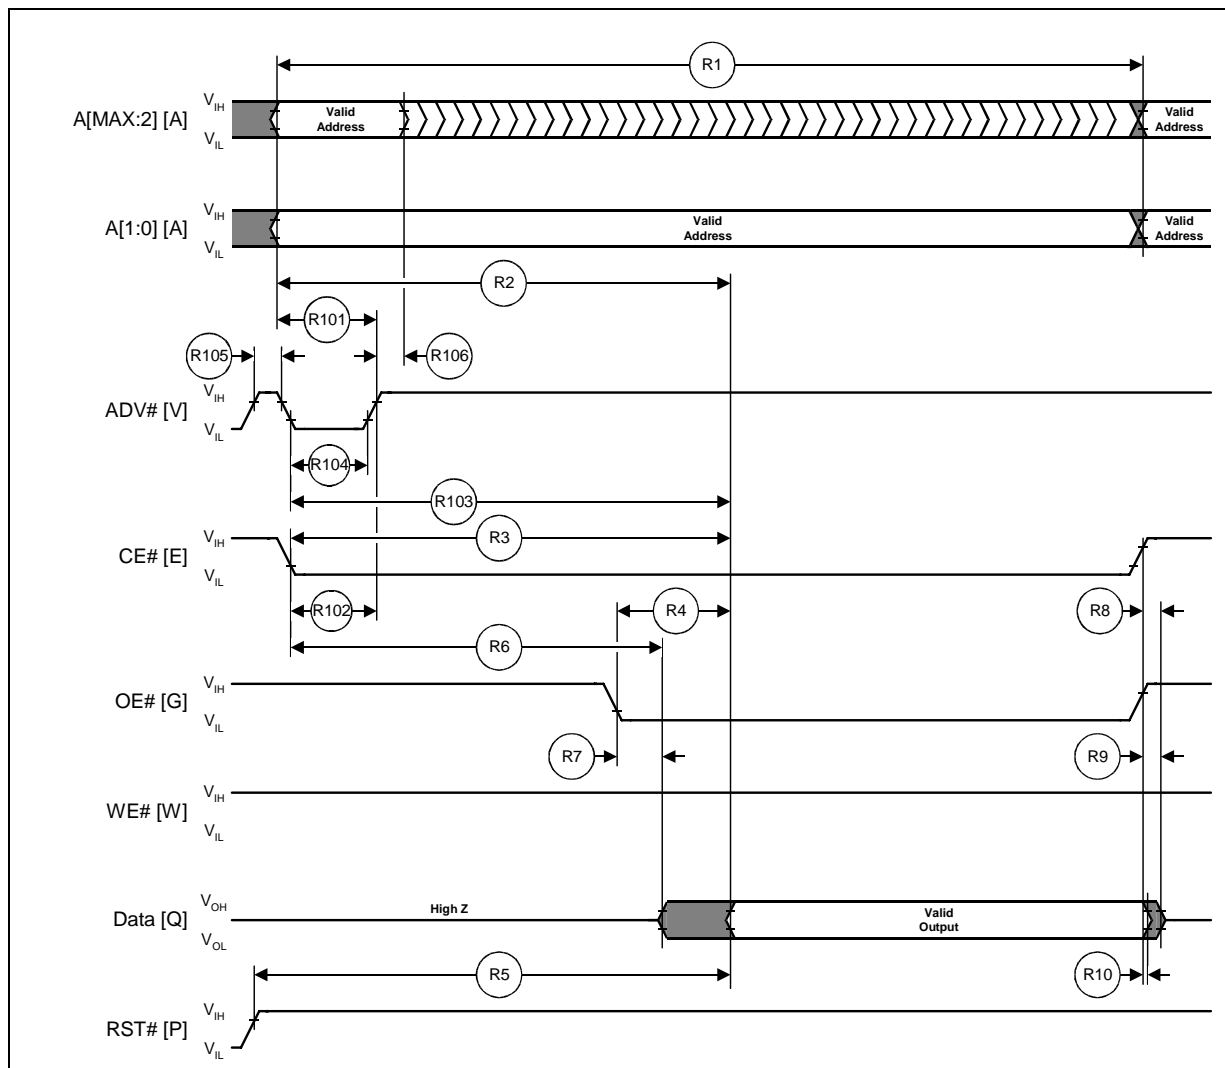 R1
A[MAX:2] [A]
VIH
VIL
Valid
Address
Valid
Address
A[1:0] [A]
VIH
VIL
Valid
Address
Valid
Address
R2
R101
R105
R106
ADV# [V]
VIH
VIL
R104
R103
CE# [E]
VIH
VIL
R3
R102
R4
R8
R6
OE# [G]
VIH
VIL
R7
R9
WE# [W]
VIH
VIL
Data [Q]
VOH
VOL
High Z
Valid
Output
R5
R10
RST# [P]
VIH
VIL